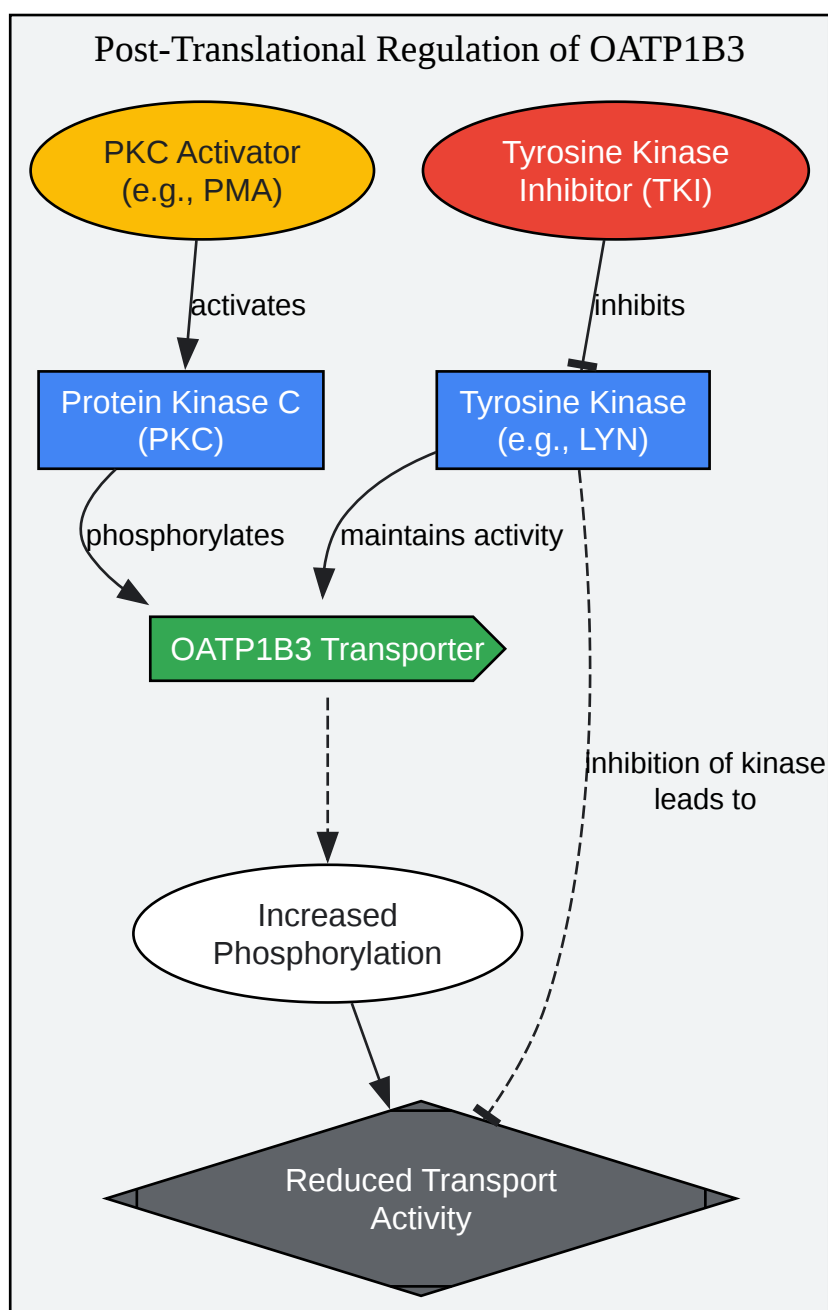 Post-Translational Regulation of OATP1B3
PKC Activator
(e.g., PMA)
Tyrosine Kinase
Inhibitor (TKI)
activates
inhibits
Protein Kinase C
(PKC)
Tyrosine Kinase
(e.g., LYN)
phosphorylates
maintains activity
OATP1B3 Transporter
Inhibition of kinase
leads to
Increased
Phosphorylation
Reduced Transport
Activity